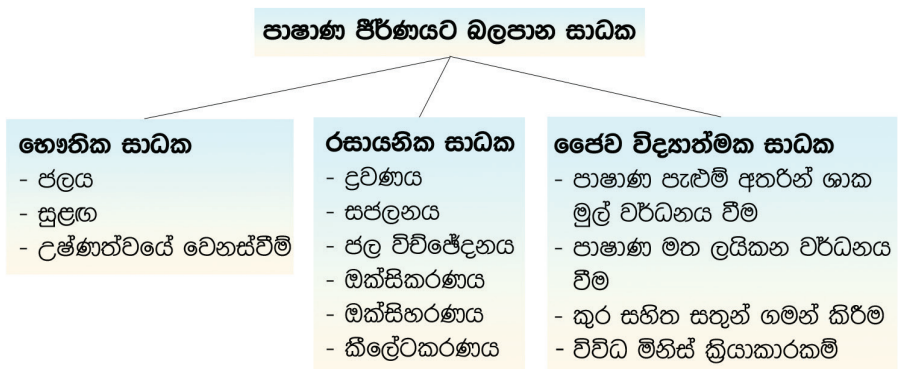 පාෂාණ ජීර්ණයට බලපාන සාධක
භෞතික සාධක
- ජලය
- සුළඟ
- උෂ්ණත්වයේ වෙනස්වීම්
රසායනික සාධක
- ද්‍රවණය
- සජලනය
- ජල විච්ඡේදනය
- ඔක්සිකරණය
- ඔක්සිහරණය
- කීලේටකරණය
ජෛව විද්‍යාත්මක සාධක
- පාෂාණ පැළුම් අතරින් ශාක
මුල් වර්ධනය වීම
- පාෂාණ මත ලයිකන වර්ධනය
වීම
- කුර සහිත සතුන් ගමන් කිරීම
- විවිධ මිනිස් ක්‍රියාකාරකම්